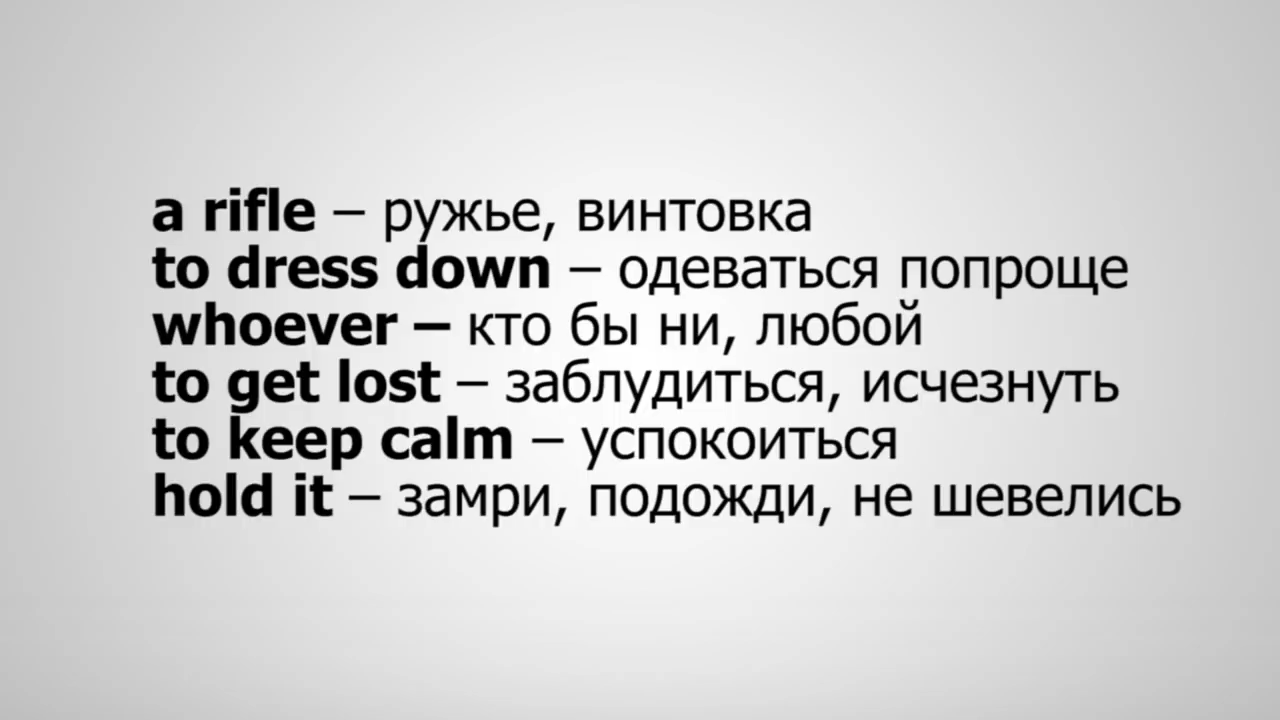 a rifle – ружье, винтовка
to dress down – одеваться попроще
whoever – кто бы ни, любой
to get lost – заблудиться, исчезнуть
to keep calm – успокоиться
hold it – замри, подожди, не шевелись